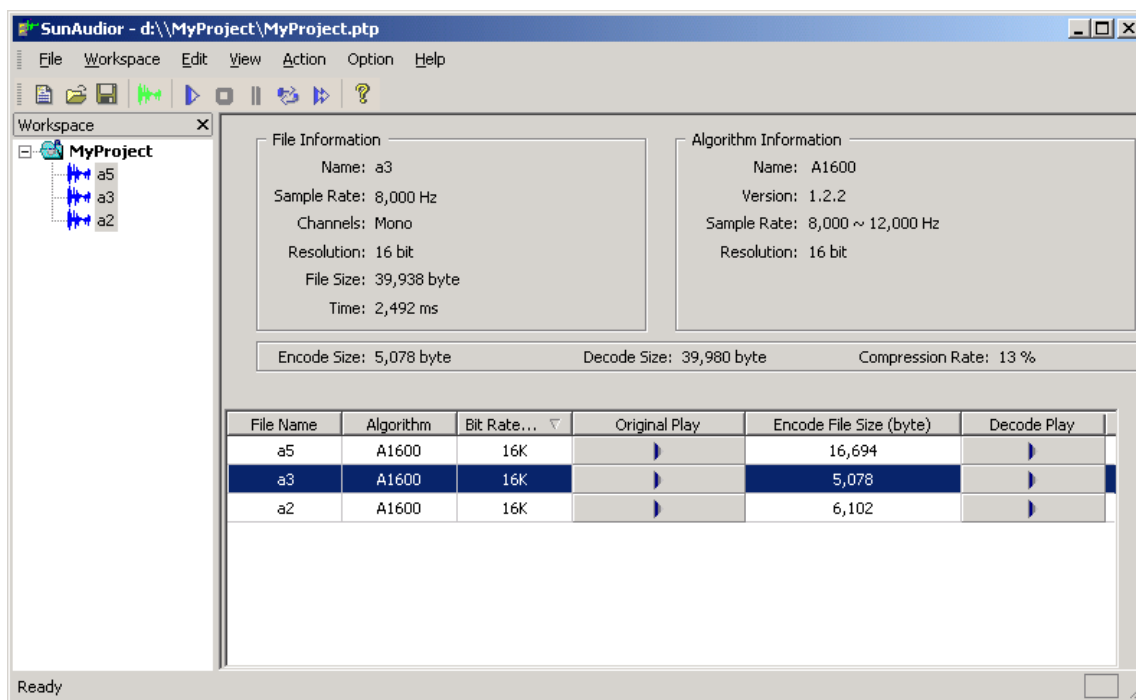 SunAudior - d:\\MyProject\MyProject.ptp
File Workspace Edit View Action Option Help
Workspace
MyProject
a5
a3
a2
File Information
Name: a3
Sample Rate: 8,000 Hz
Channels: Mono
Resolution: 16 bit
File Size: 39,938 byte
Time: 2,492 ms
Algorithm Information
Name: A1600
Version: 1.2.2
Sample Rate: 8,000 ~ 12,000 Hz
Resolution: 16 bit
Encode Size: 5,078 byte Decode Size: 39,980 byte Compression Rate: 13 %
File Name Algorithm Bit Rate... Original Play Encode File Size (byte) Decode Play
a5 A1600 16K 16,694
a3 A1600 16K 5,078
a2 A1600 16K 6,102
Ready